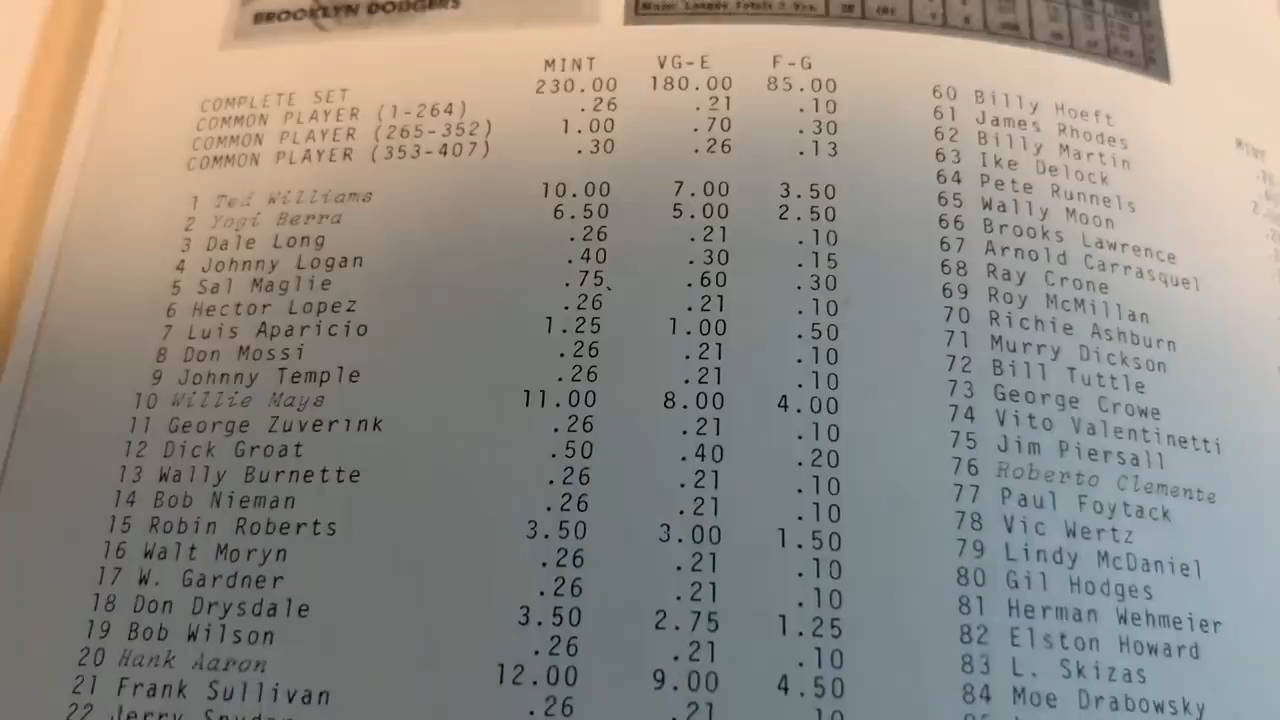 BROOKLYN DODGERS
MINT VG-E F-G
COMPLETE SET 230.00 180.00 85.00
COMMON PLAYER (1-264) .26 .21 .10
COMMON PLAYER (265-352) 1.00 .70 .30
COMMON PLAYER (353-407) .30 .26 .13
1 Ted Williams 10.00 7.00 3.50
2 Yogi Berra 6.50 5.00 2.50
3 Dale Long .26 .21 .10
4 Johnny Logan .40 .30 .15
5 Sal Maglie .75 .60 .30
6 Hector Lopez .26 .21 .10
7 Luis Aparicio 1.25 1.00 .50
8 Don Mossi .26 .21 .10
9 Johnny Temple .26 .21 .10
10 Willie Mays 11.00 8.00 4.00
11 George Zuverink .26 .21 .10
12 Dick Groat .50 .40 .20
13 Wally Burnette .26 .21 .10
14 Bob Nieman .26 .21 .10
15 Robin Roberts 3.50 3.00 1.50
16 Walt Moryn .26 .21 .10
17 W. Gardner .26 .21 .10
18 Don Drysdale 3.50 2.75 1.25
19 Bob Wilson .26 .21 .10
20 Hank Aaron 12.00 9.00 4.50
21 Frank Sullivan .26 .21 .10
22 Jerry
60 Billy Hoeft
61 James Rhodes
62 Billy Martin
63 Ike Delock
64 Pete Runnels
65 Wally Moon
66 Brooks Lawrence
67 Arnold Carrasquel
68 Ray Crone
69 Roy McMillan
70 Richie Ashburn
71 Murry Dickson
72 Bill Tuttle
73 George Crowe
74 Vito Valentinetti
75 Jim Piersall
76 Roberto Clemente
77 Paul Foytack
78 Vic Wertz
79 Lindy McDaniel
80 Gil Hodges
81 Herman Wehmeier
82 Elston Howard
83 L. Skizas
84 Moe Drabowsky
MINT